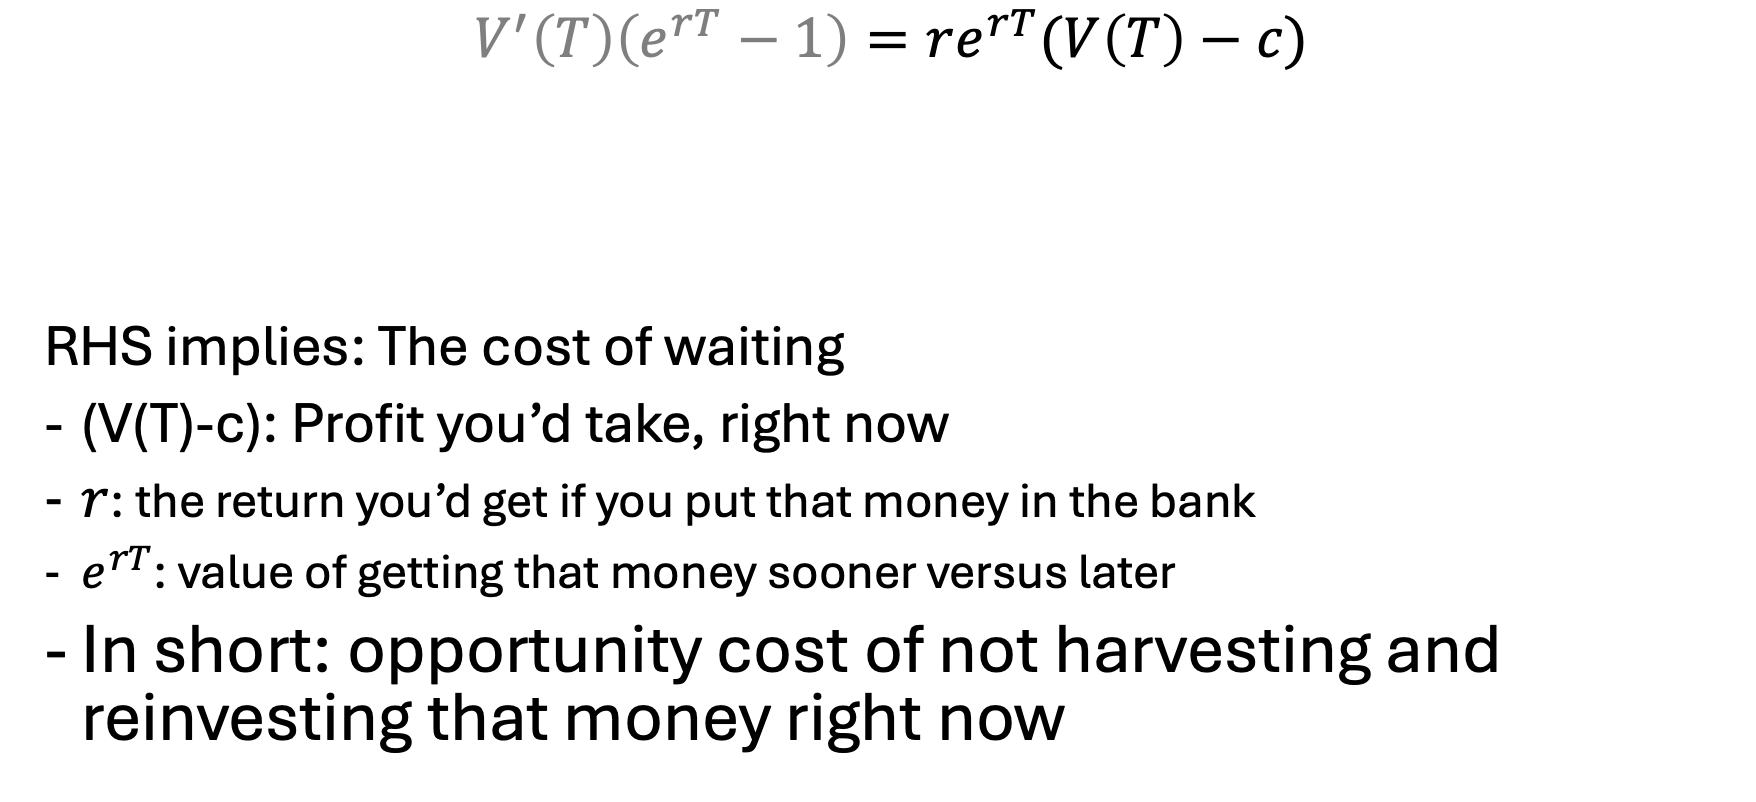 V′(T)(e^{rT} − 1) = re^{rT}(V(T) − c)
RHS implies: The cost of waiting
- (V(T)-c): Profit you’d take, right now
- r: the return you’d get if you put that money in the bank
- e^{rT}: value of getting that money sooner versus later
- In short: opportunity cost of not harvesting and
reinvesting that money right now